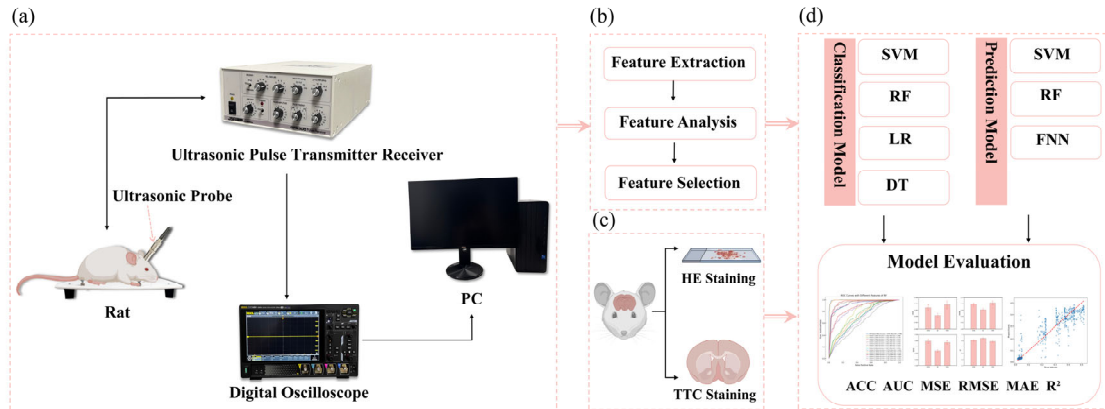 (a)
Ultrasonic Pulse Transmitter Receiver
Ultrasonic Probe
Rat
PC
Digital Oscilloscope
(b)
Feature Extraction
Feature Analysis
Feature Selection
(c)
HE Staining
TTC Staining
(d)
Classification Model
SVM
RF
LR
DT
Prediction Model
SVM
RF
FNN
Model Evaluation
ACC AUC MSE RMSE MAE R²